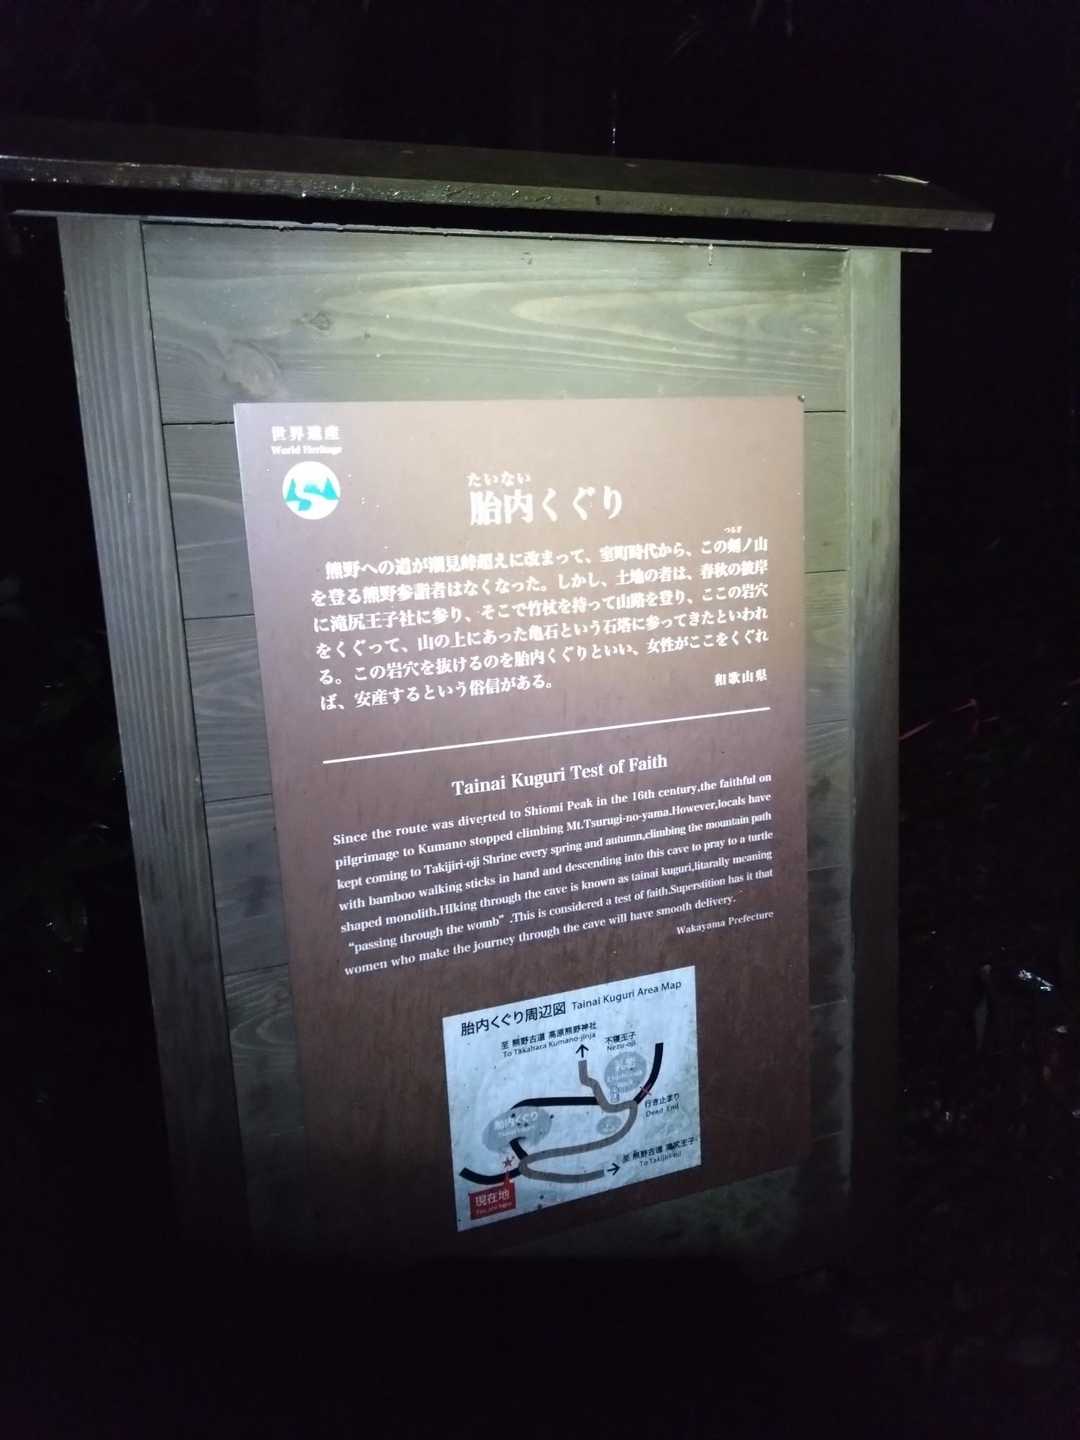 世界遺産
World Heritage
たいない
胎内くぐり
つるぎ
熊野への道が潮見峠越えに改まって、室町時代から、この剣ノ山
を登る熊野参詣者はなくなった。しかし、土地の者は、春秋の彼岸
に滝尻王子社に参り、そこで竹杖を持って山路を登り、ここの岩穴
をくぐって、山の上にあった亀石という石塔に参ってきたといわれ
る。この岩穴を抜けるのを胎内くぐりといい、女性がここをくぐれ
ば、安産するという俗信がある。
和歌山県
Tainai Kuguri Test of Faith
Since the route was diverted to Shiomi Peak in the 16th century,the faithful on
pilgrimage to Kumano stopped climbing Mt.Tsurugi-no-yama.However,locals have
kept coming to Takijiri-oji Shrine every spring and autumn,climbing the mountain path
with bamboo walking sticks in hand and descending into this cave to pray to a turtle
shaped monolith.HIking through the cave is known as tainai kuguri,litarally meaning
“passing through the womb”.This is considered a test of faith.Superstition has it that
women who make the journey through the cave will have smooth delivery.
Wakayama Prefecture
胎内くぐり周辺図 Tainai Kuguri Area Map
至 熊野古道 高原熊野神社
To Takahara Kumano-jinja
不寝王子
Nezu-oji
行き止まり
Dead End
胎内くぐり
至 熊野古道 滝尻王子
To Takijiri-oji
現在地
You are here